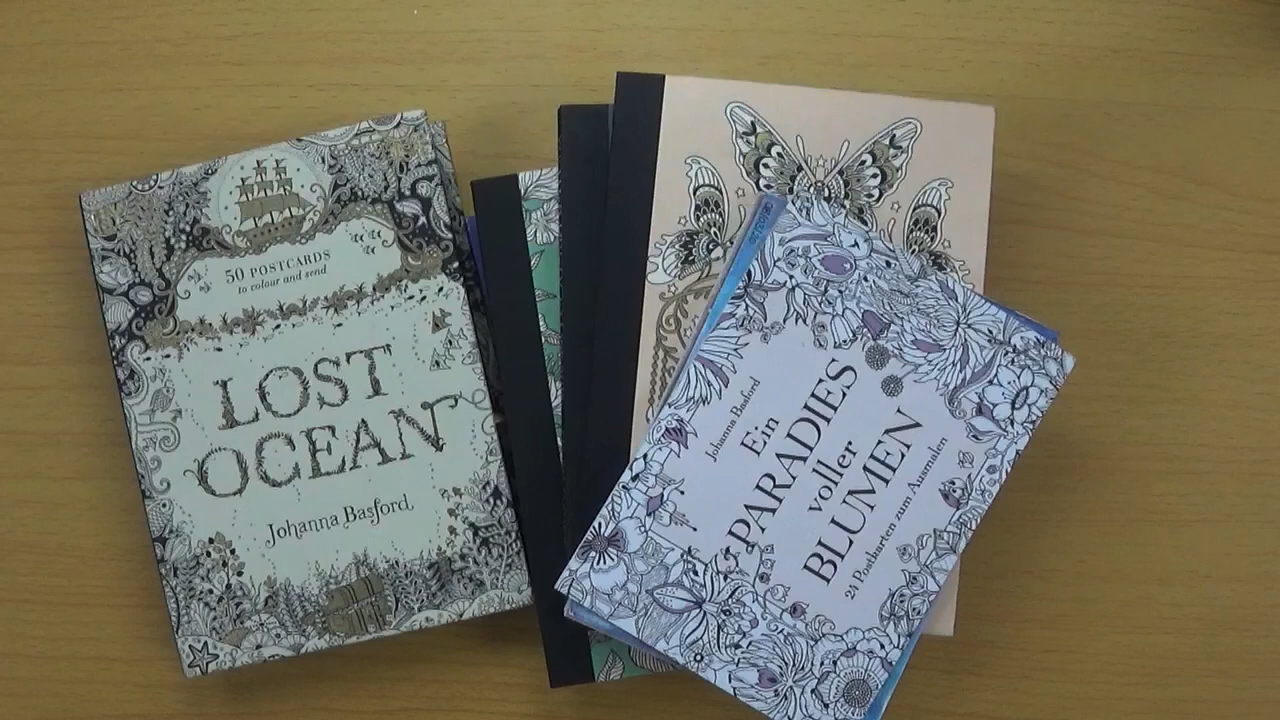 50 POSTCARDS
to colour and send
LOST
OCEAN
Johanna Basford
Johanna Basford
Ein
PARADIES
voller
BLUMEN
24 Postkarten zum Ausmalen